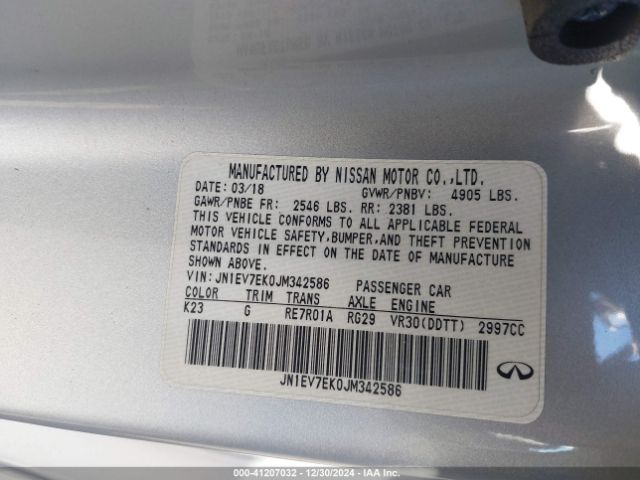 MANUFACTURED BY NISSAN MOTOR CO.,LTD.
DATE: 03/18 GVWR/PNBV: 4905 LBS.
GAWR/PNBE FR: 2546 LBS. RR: 2381 LBS.
THIS VEHICLE CONFORMS TO ALL APPLICABLE FEDERAL
MOTOR VEHICLE SAFETY,BUMPER,AND THEFT PREVENTION
STANDARDS IN EFFECT ON THE DATE OF MANUFACTURE
SHOWN ABOVE.
VIN: JN1EV7EK0JM342586 PASSENGER CAR
COLOR TRIM TRANS AXLE ENGINE
K23 G RE7R01A RG29 VR30(DDTT) 2997CC
JN1EV7EK0JM342586
000-41207032 - 12/30/2024 - IAA Auctions